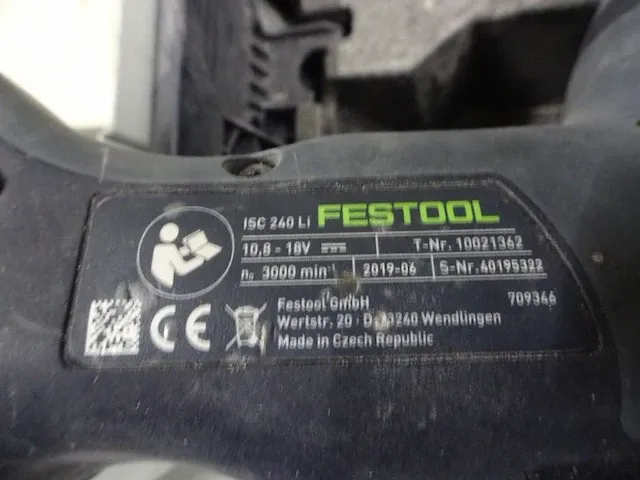 ISC 240 Li FESTOOL
10,8 - 18V T-Nr. 10021362
n₀ 3000 min⁻¹ 2019-06 S-Nr. 40195322
Festool GmbH 709346
Wertstr. 20 · Wendlingen
Made in Czech Republic
CE